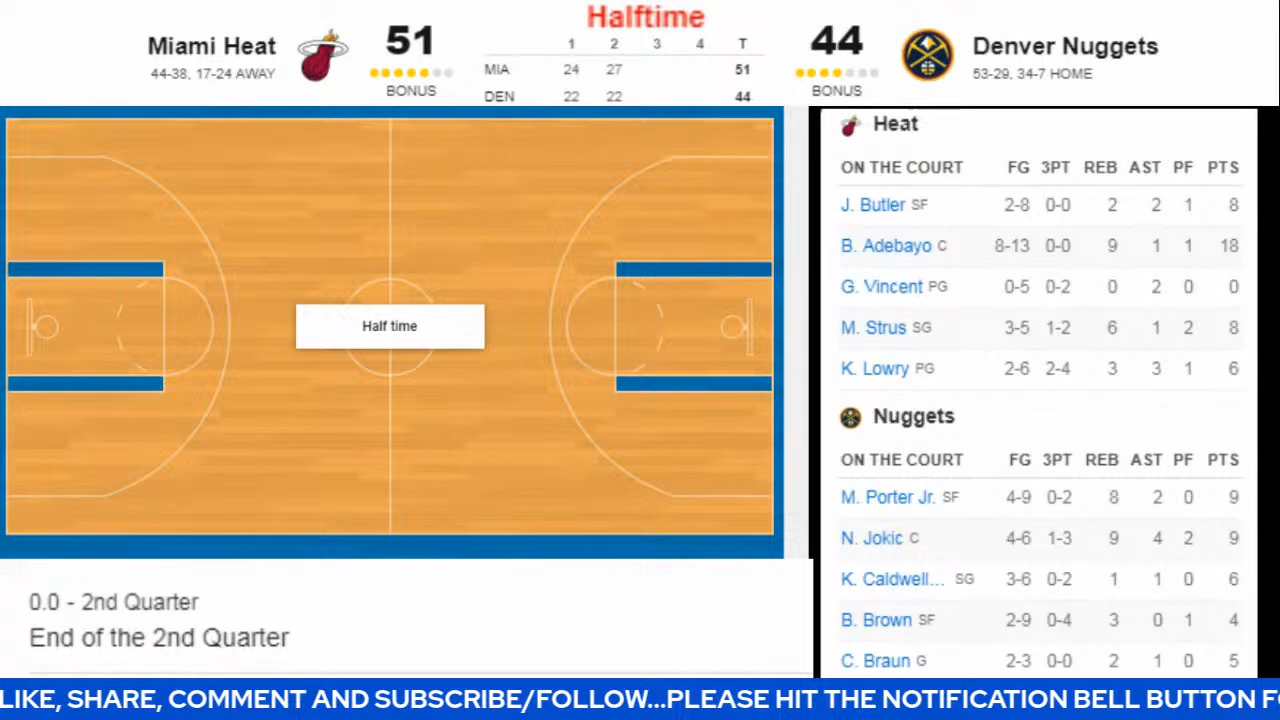 Halftime
Miami Heat
44-38, 17-24 AWAY
51
BONUS
1 2 3 4 T
MIA 24 27 51
DEN 22 22 44
44
BONUS
Denver Nuggets
53-29, 34-7 HOME
Half time
0.0 - 2nd Quarter
End of the 2nd Quarter
Heat
ON THE COURT FG 3PT REB AST PF PTS
J. Butler SF 2-8 0-0 2 2 1 8
B. Adebayo C 8-13 0-0 9 1 1 18
G. Vincent PG 0-5 0-2 0 2 0 0
M. Strus SG 3-5 1-2 6 1 2 8
K. Lowry PG 2-6 2-4 3 3 1 6
Nuggets
ON THE COURT FG 3PT REB AST PF PTS
M. Porter Jr. SF 4-9 0-2 8 2 0 9
N. Jokic C 4-6 1-3 9 4 2 9
K. Caldwell... SG 3-6 0-2 1 1 0 6
B. Brown SF 2-9 0-4 3 0 1 4
C. Braun G 2-3 0-0 2 1 0 5
LIKE, SHARE, COMMENT AND SUBSCRIBE/FOLLOW...PLEASE HIT THE NOTIFICATION BELL BUTTON F